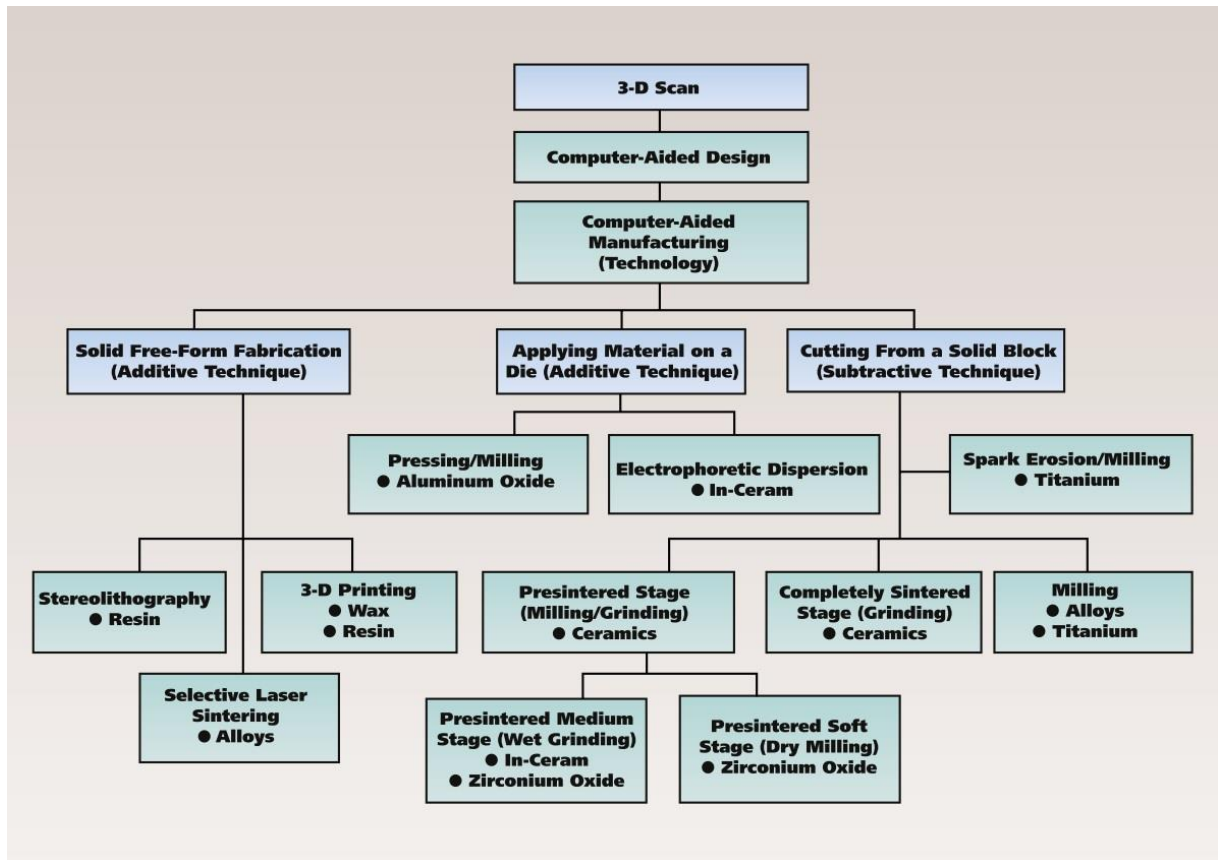 3-D Scan
Computer-Aided Design
Computer-Aided
Manufacturing
(Technology)
Solid Free-Form Fabrication
(Additive Technique)
Applying Material on a
Die (Additive Technique)
Cutting From a Solid Block
(Subtractive Technique)
Pressing/Milling
● Aluminum Oxide
Electrophoretic Dispersion
● In-Ceram
Spark Erosion/Milling
● Titanium
Stereolithography
● Resin
3-D Printing
● Wax
● Resin
Presintered Stage
(Milling/Grinding)
● Ceramics
Completely Sintered
Stage (Grinding)
● Ceramics
Milling
● Alloys
● Titanium
Selective Laser
Sintering
● Alloys
Presintered Medium
Stage (Wet Grinding)
● In-Ceram
● Zirconium Oxide
Presintered Soft
Stage (Dry Milling)
● Zirconium Oxide